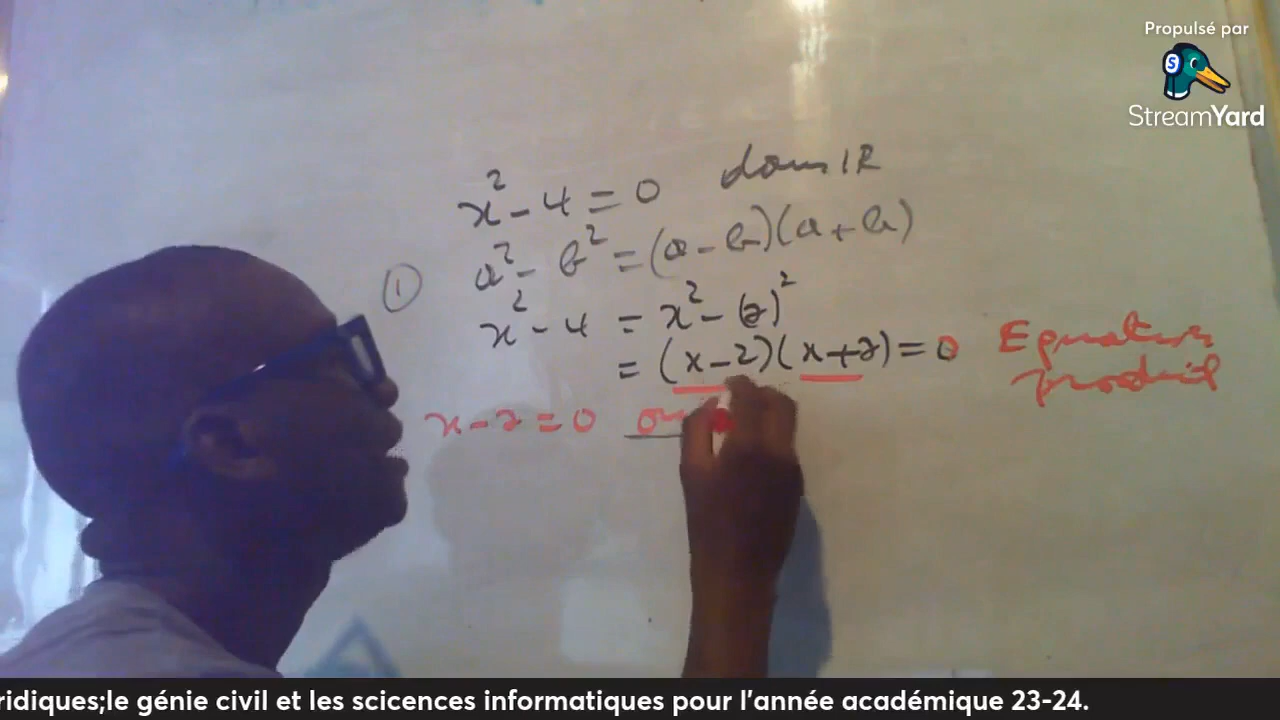 Propulsé par
StreamYard
x² - 4 = 0 dans IR
① a² - b² = (a - b)(a + b)
x² - 4 = x² - (2)²
= (x - 2)(x + 2) = 0 Equation
produit
x - 2 = 0 ou
ridiques;le génie civil et les scicences informatiques pour l'année académique 23-24.